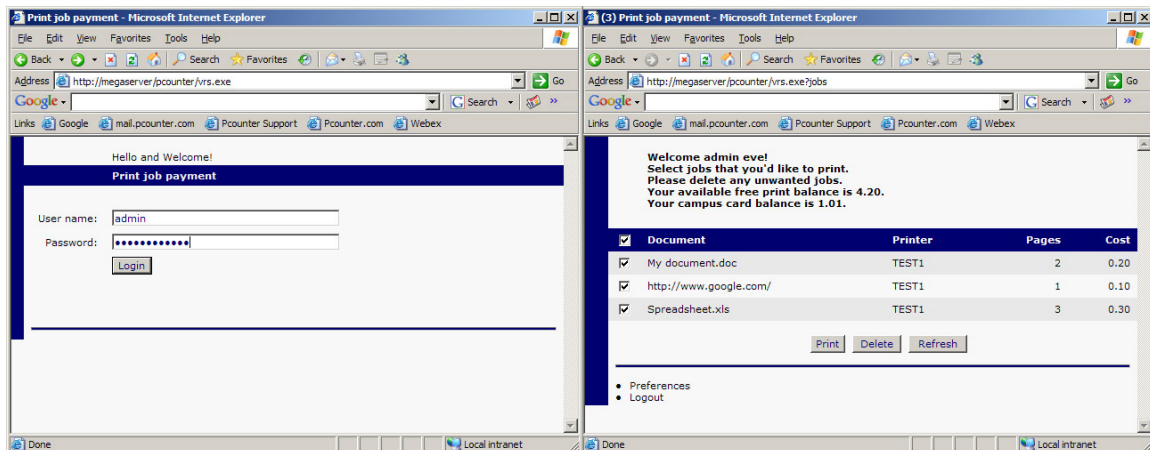 Print job payment - Microsoft Internet Explorer
File Edit View Favorites Tools Help
Back Search Favorites
Address http://megaserver/pcounter/vrs.exe Go
Google Search »
Links Google mail.pcounter.com Pcounter Support Pcounter.com Webex
Hello and Welcome!
Print job payment
User name: admin
Password: ••••••••••••
Login
Done Local intranet
(3) Print job payment - Microsoft Internet Explorer
File Edit View Favorites Tools Help
Back Search Favorites
Address http://megaserver/pcounter/vrs.exe?jobs Go
Google Search »
Links Google mail.pcounter.com Pcounter Support Pcounter.com Webex
Welcome admin eve!
Select jobs that you'd like to print.
Please delete any unwanted jobs.
Your available free print balance is 4.20.
Your campus card balance is 1.01.
Document Printer Pages Cost
My document.doc TEST1 2 0.20
http://www.google.com/ TEST1 1 0.10
Spreadsheet.xls TEST1 3 0.30
Print Delete Refresh
• Preferences
• Logout
Done Local intranet